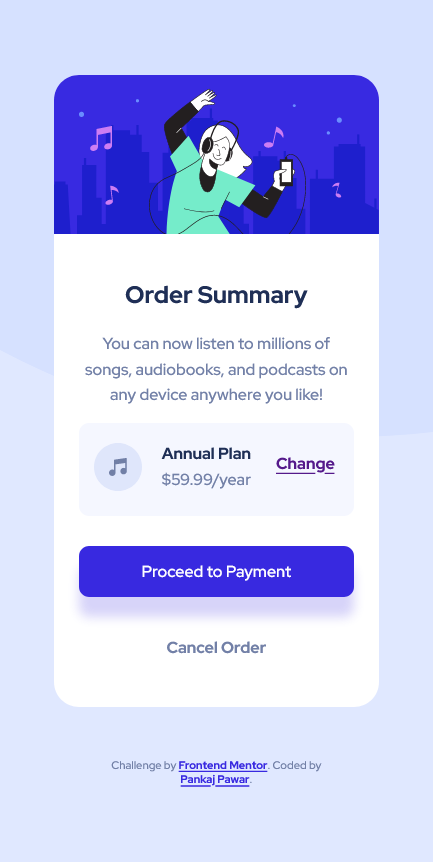 Order Summary
You can now listen to millions of
songs, audiobooks, and podcasts on
any device anywhere you like!
Annual Plan
$59.99/year
Change
Proceed to Payment
Cancel Order
Challenge by Frontend Mentor. Coded by
Pankaj Pawar.